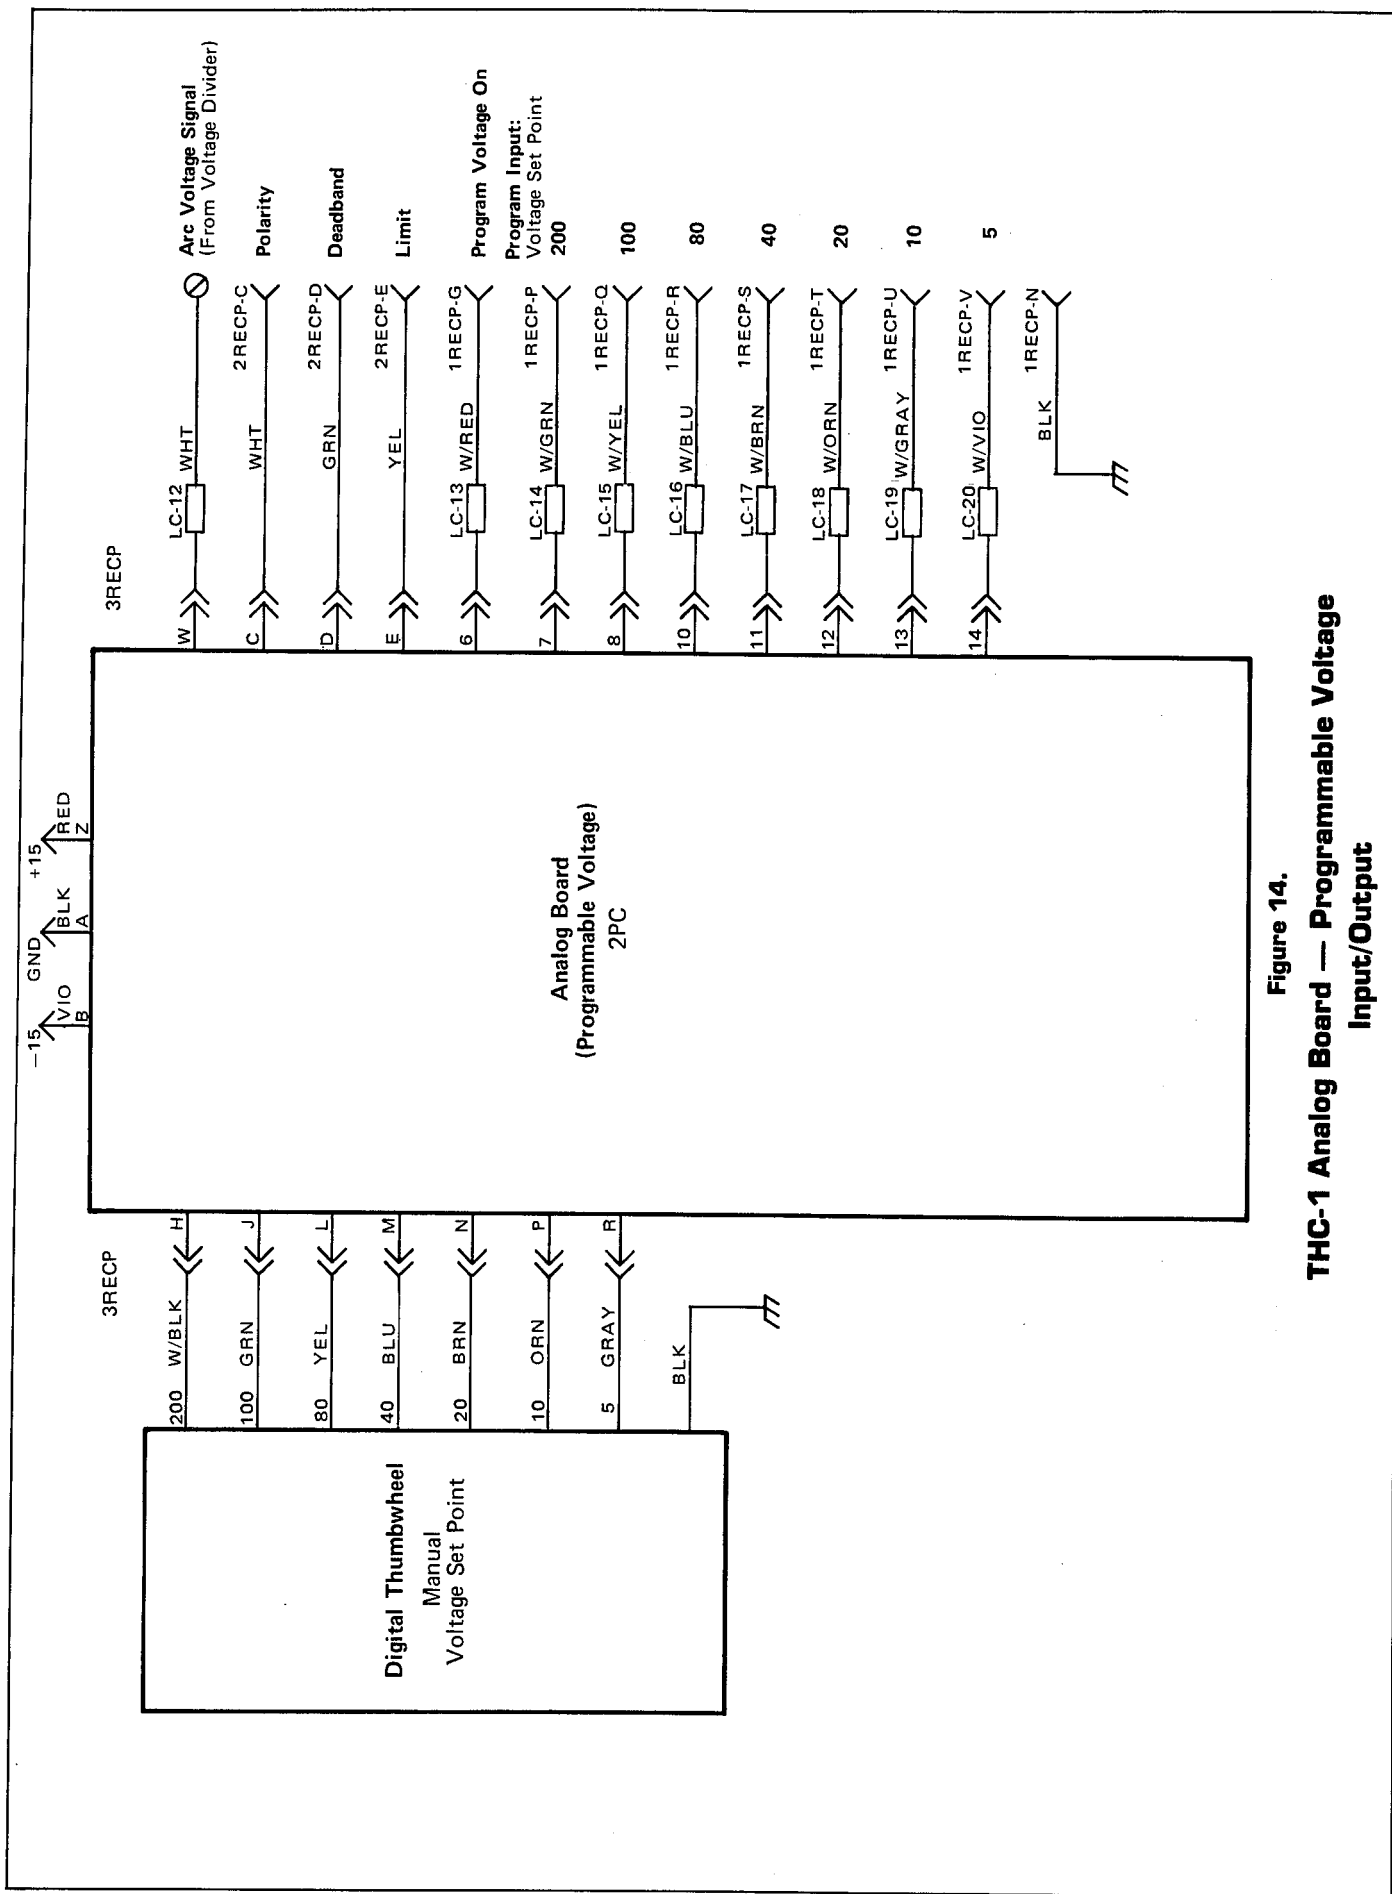 -15
VIO
B
GND
BLK
A
+15
RED
Z
3RECP
200 W/BLK H
100 GRN J
80 YEL L
40 BLU M
20 BRN N
10 ORN P
5 GRAY R
BLK
Digital Thumbwheel
Manual
Voltage Set Point
Analog Board
(Programmable Voltage)
2PC
3RECP
W LC-12 WHT Arc Voltage Signal
(From Voltage Divider)
C WHT 2RECP-C Polarity
D GRN 2RECP-D Deadband
E YEL 2RECP-E Limit
6 LC-13 W/RED 1RECP-G Program Voltage On
Program Input:
Voltage Set Point
7 LC-14 W/GRN 1RECP-P 200
8 LC-15 W/YEL 1RECP-Q 100
10 LC-16 W/BLU 1RECP-R 80
11 LC-17 W/BRN 1RECP-S 40
12 LC-18 W/ORN 1RECP-T 20
13 LC-19 W/GRAY 1RECP-U 10
14 LC-20 W/VIO 1RECP-V 5
BLK 1RECP-N
Figure 14.
THC-1 Analog Board — Programmable Voltage
Input/Output